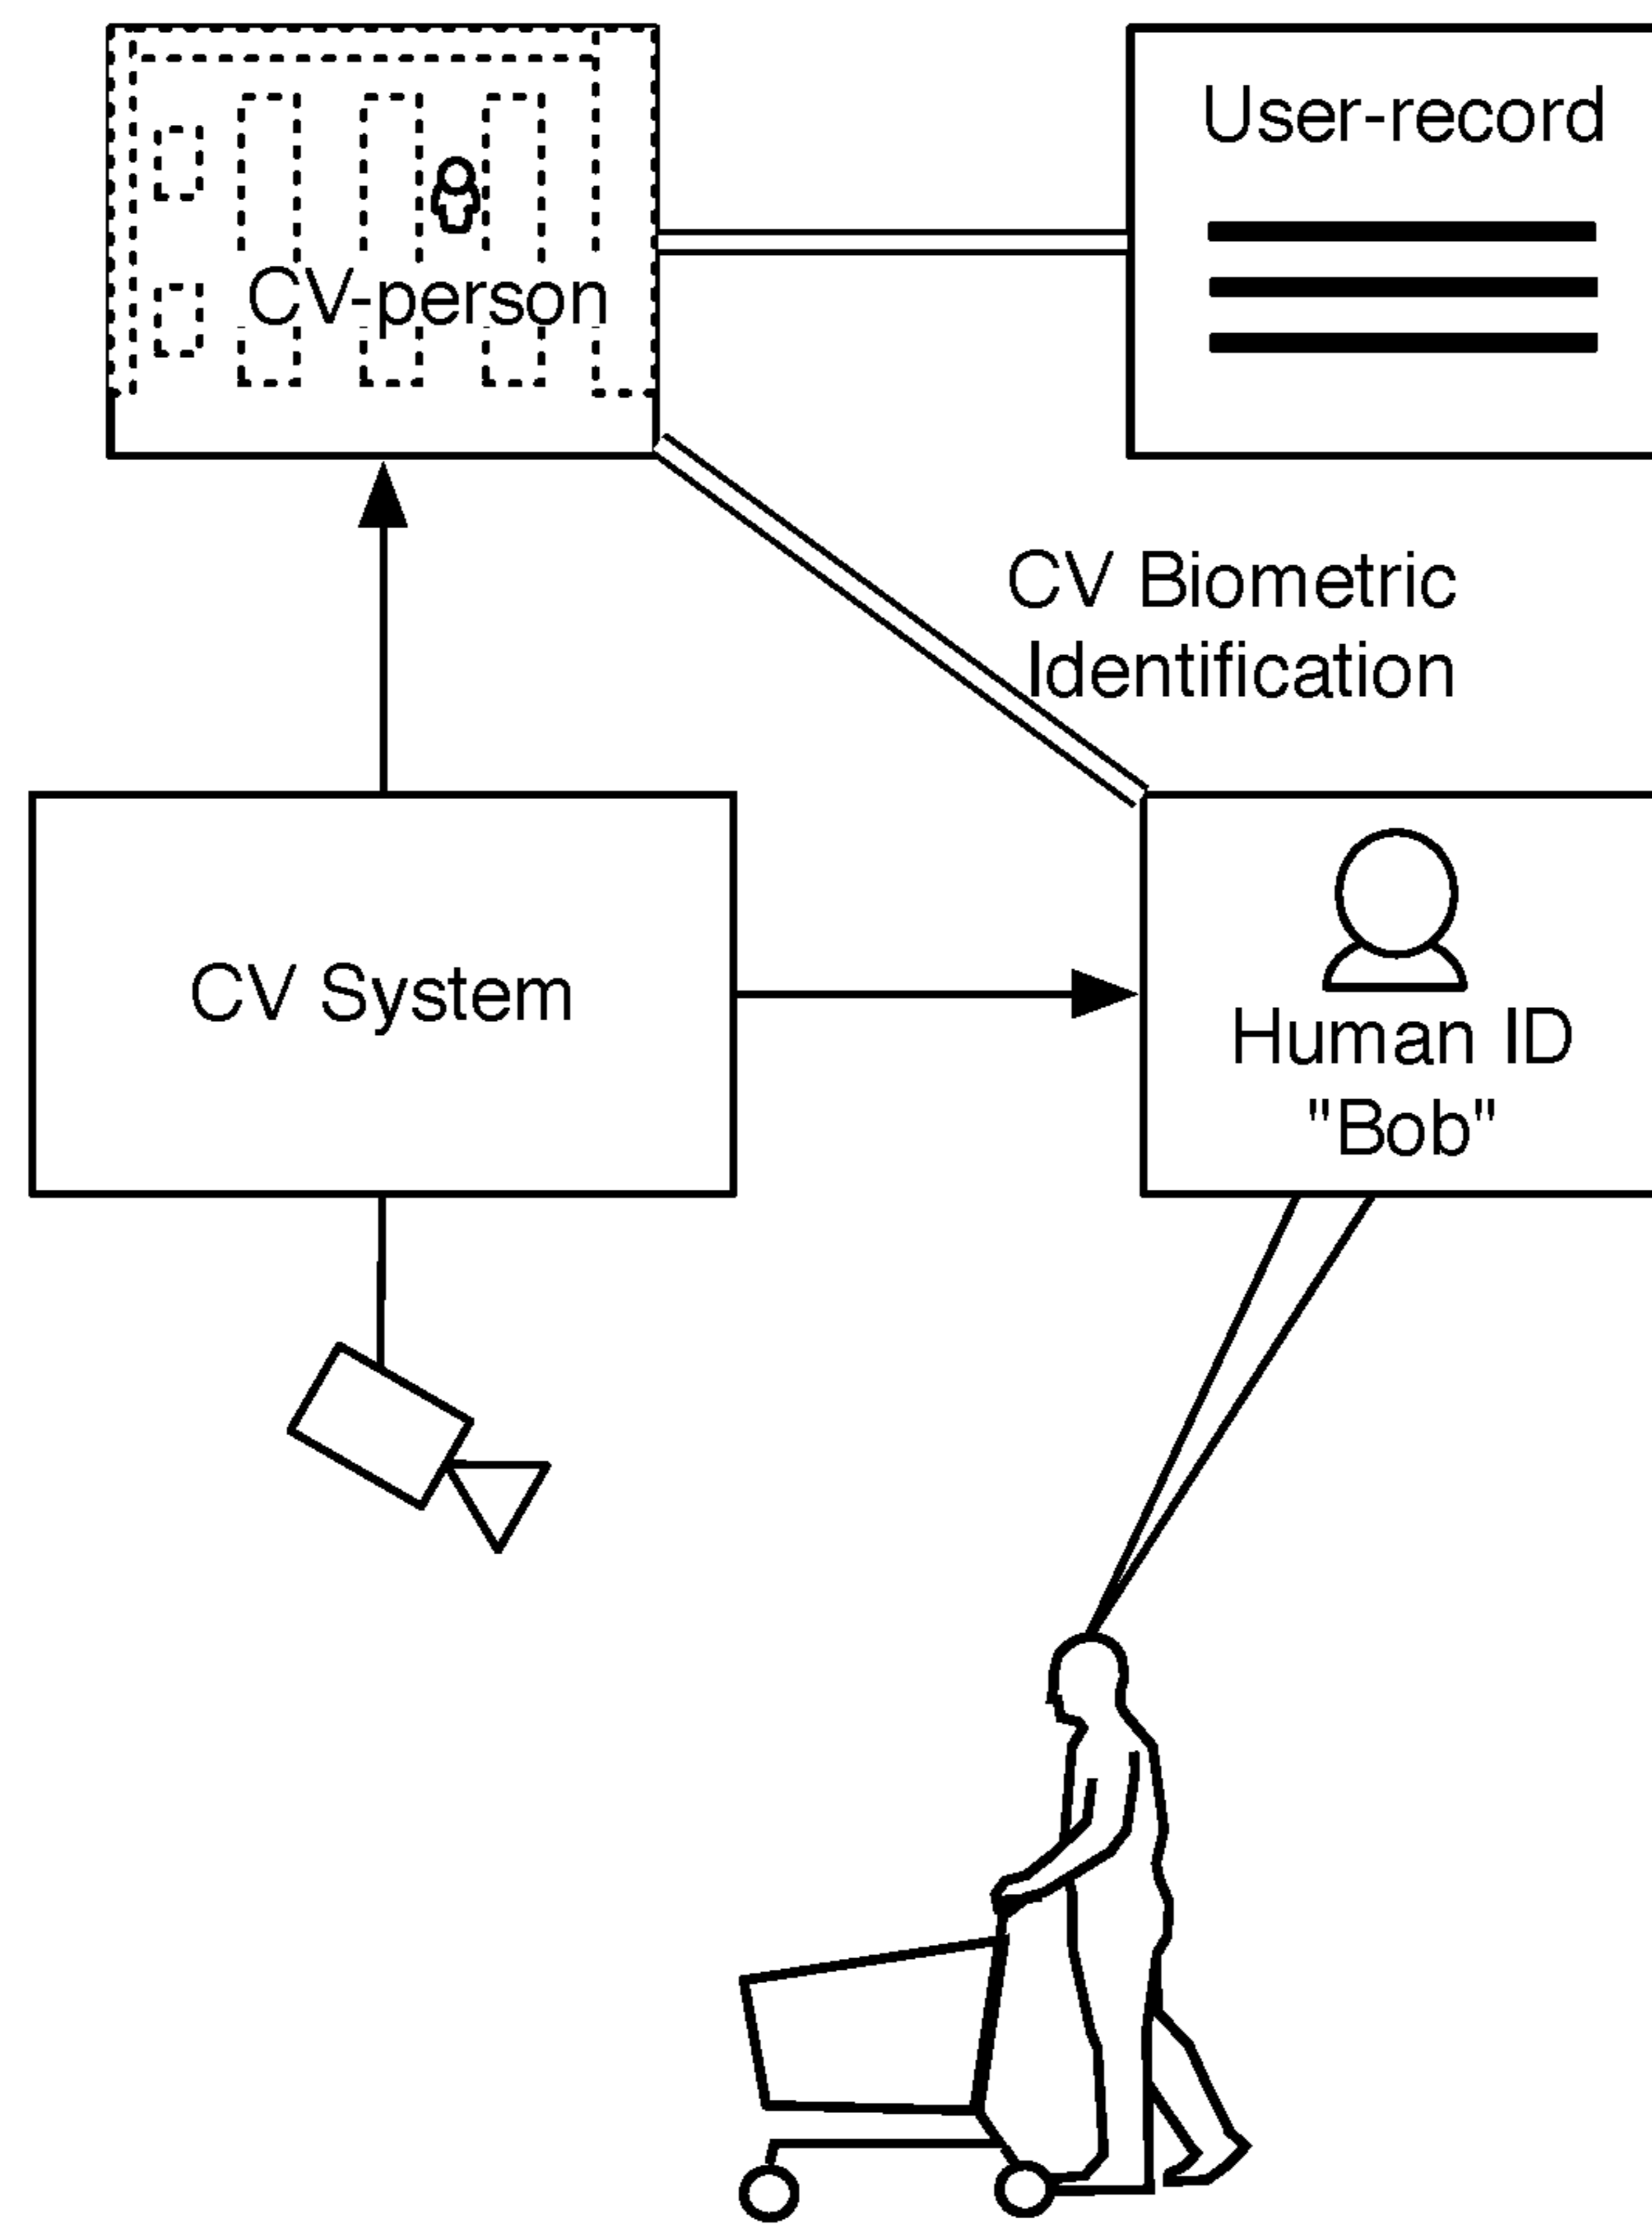 User-record
CV-person
CV Biometric
Identification
CV System
Human ID
"Bob"